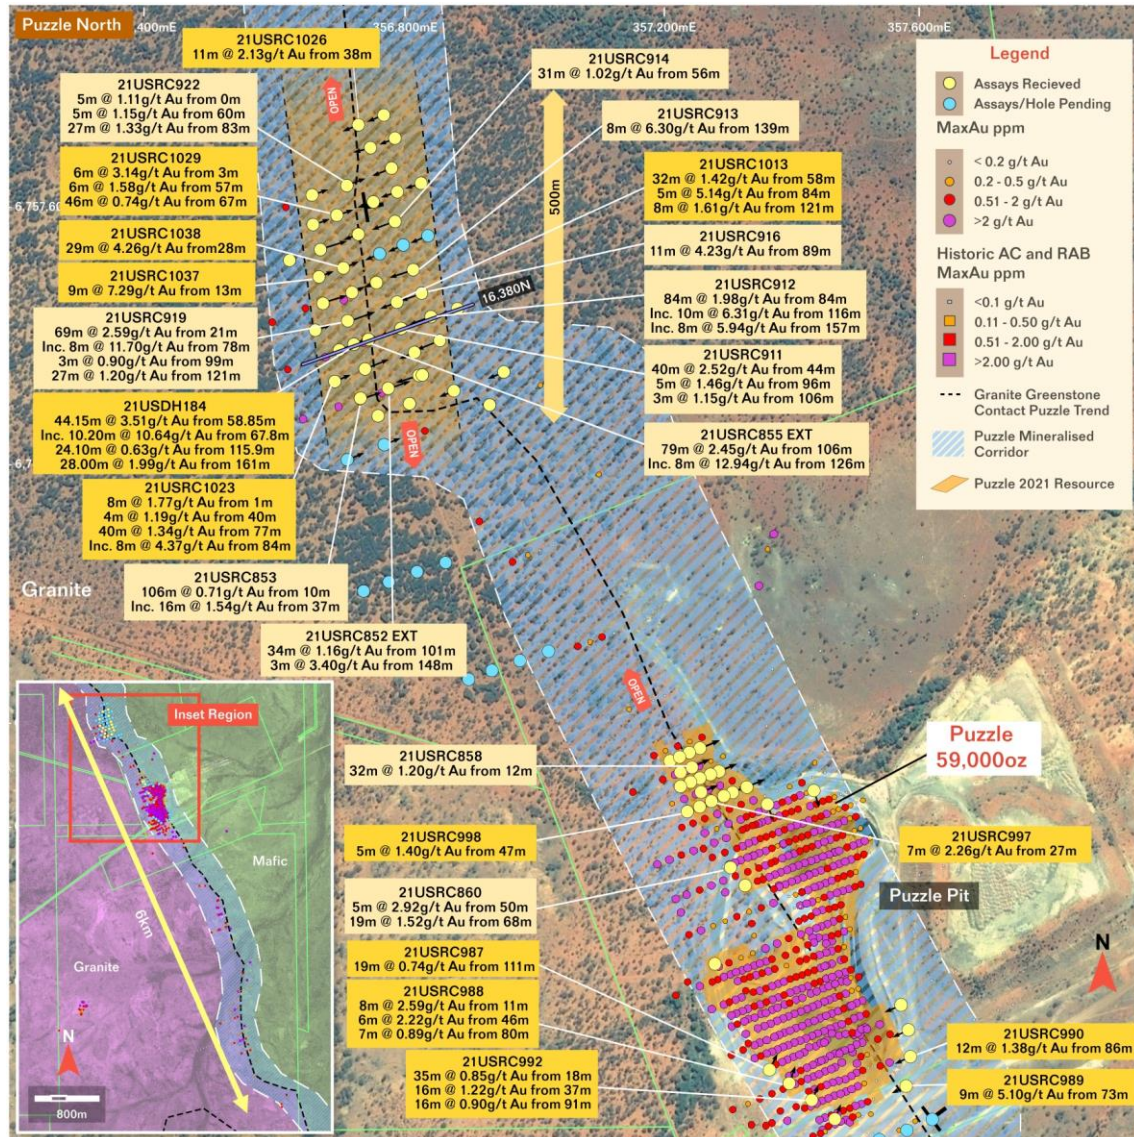 Puzzle North
400mE
356,800mE
357,200mE
357,600mE
21USRC1026
11m @ 2.13g/t Au from 38m
21USRC922
5m @ 1.11g/t Au from 0m
5m @ 1.15g/t Au from 60m
27m @ 1.33g/t Au from 83m
21USRC1029
6m @ 3.14g/t Au from 3m
6m @ 1.58g/t Au from 57m
46m @ 0.74g/t Au from 67m
21USRC1038
29m @ 4.26g/t Au from28m
21USRC1037
9m @ 7.29g/t Au from 13m
21USRC919
69m @ 2.59g/t Au from 21m
Inc. 8m @ 11.70g/t Au from 78m
3m @ 0.90g/t Au from 99m
27m @ 1.20g/t Au from 121m
21USDH184
44.15m @ 3.51g/t Au from 58.85m
Inc. 10.20m @ 10.64g/t Au from 67.8m
24.10m @ 0.63g/t Au from 115.9m
28.00m @ 1.99g/t Au from 161m
21USRC1023
8m @ 1.77g/t Au from 1m
4m @ 1.19g/t Au from 40m
40m @ 1.34g/t Au from 77m
Inc. 8m @ 4.37g/t Au from 84m
21USRC853
106m @ 0.71g/t Au from 10m
Inc. 16m @ 1.54g/t Au from 37m
21USRC852 EXT
34m @ 1.16g/t Au from 101m
3m @ 3.40g/t Au from 148m
21USRC914
31m @ 1.02g/t Au from 56m
21USRC913
8m @ 6.30g/t Au from 139m
21USRC1013
32m @ 1.42g/t Au from 58m
5m @ 5.14g/t Au from 84m
8m @ 1.61g/t Au from 121m
21USRC916
11m @ 4.23g/t Au from 89m
21USRC912
84m @ 1.98g/t Au from 84m
Inc. 10m @ 6.31g/t Au from 116m
Inc. 8m @ 5.94g/t Au from 157m
21USRC911
40m @ 2.52g/t Au from 44m
5m @ 1.46g/t Au from 96m
3m @ 1.15g/t Au from 106m
21USRC855 EXT
79m @ 2.45g/t Au from 106m
Inc. 8m @ 12.94g/t Au from 126m
OPEN
500m
16,380N
OPEN
6,757,60
Granite
OPEN
Legend
Assays Recieved
Assays/Hole Pending
MaxAu ppm
< 0.2 g/t Au
0.2 - 0.5 g/t Au
0.51 - 2 g/t Au
>2 g/t Au
Historic AC and RAB
MaxAu ppm
<0.1 g/t Au
0.11 - 0.50 g/t Au
0.51 - 2.00 g/t Au
>2.00 g/t Au
Granite Greenstone
Contact Puzzle Trend
Puzzle Mineralised
Corridor
Puzzle 2021 Resource
Inset Region
Mafic
6km
Granite
N
800m
Puzzle
59,000oz
21USRC858
32m @ 1.20g/t Au from 12m
21USRC998
5m @ 1.40g/t Au from 47m
21USRC997
7m @ 2.26g/t Au from 27m
21USRC860
5m @ 2.92g/t Au from 50m
19m @ 1.52g/t Au from 68m
Puzzle Pit
21USRC987
19m @ 0.74g/t Au from 111m
21USRC988
8m @ 2.59g/t Au from 11m
6m @ 2.22g/t Au from 46m
7m @ 0.89g/t Au from 80m
21USRC992
35m @ 0.85g/t Au from 18m
16m @ 1.22g/t Au from 37m
16m @ 0.90g/t Au from 91m
N
21USRC990
12m @ 1.38g/t Au from 86m
21USRC989
9m @ 5.10g/t Au from 73m